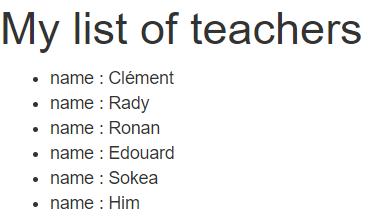 My list of teachers
name : Clément
name : Rady
name : Ronan
name : Edouard
name : Sokea
name : Him